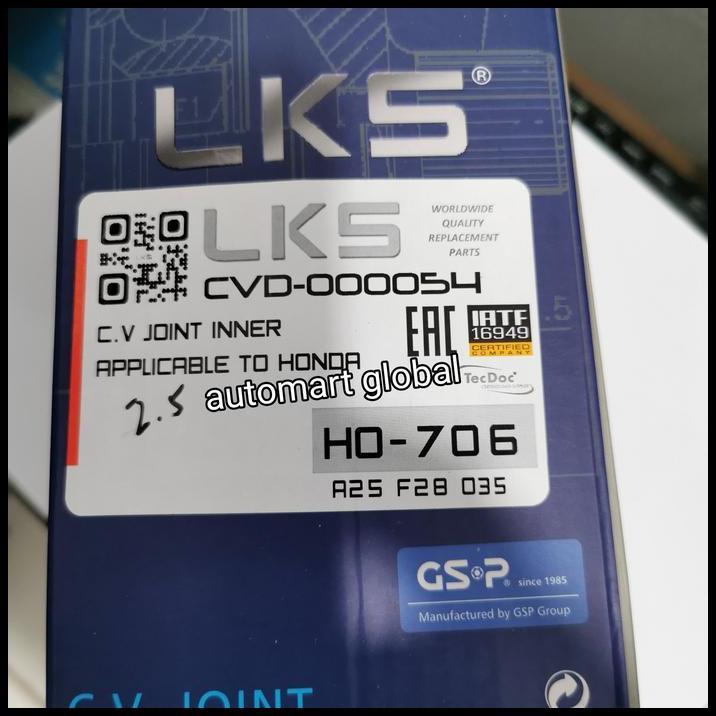 LKS®
LKS
WORLDWIDE
QUALITY
REPLACEMENT
PARTS
CVD-000054
C.V JOINT INNER
APPLICABLE TO HONDA
EAC
IATF
16949
CERTIFIED
COMPANY
TecDoc
2.5
automart global
HO-706
A25 F28 035
GSP® since 1985
Manufactured by GSP Group
C.V. JOINT